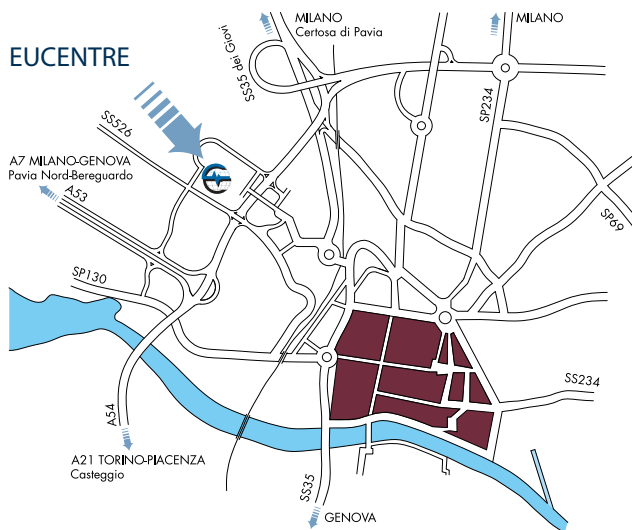 MILANO
Certosa di Pavia
MILANO
EUCENTRE
SS35 dei Giovi
SP234
SS526
A7 MILANO-GENOVA
Pavia Nord-Bereguardo
A53
SP69
SP130
SS234
A54
A21 TORINO-PIACENZA
Casteggio
SS35
GENOVA